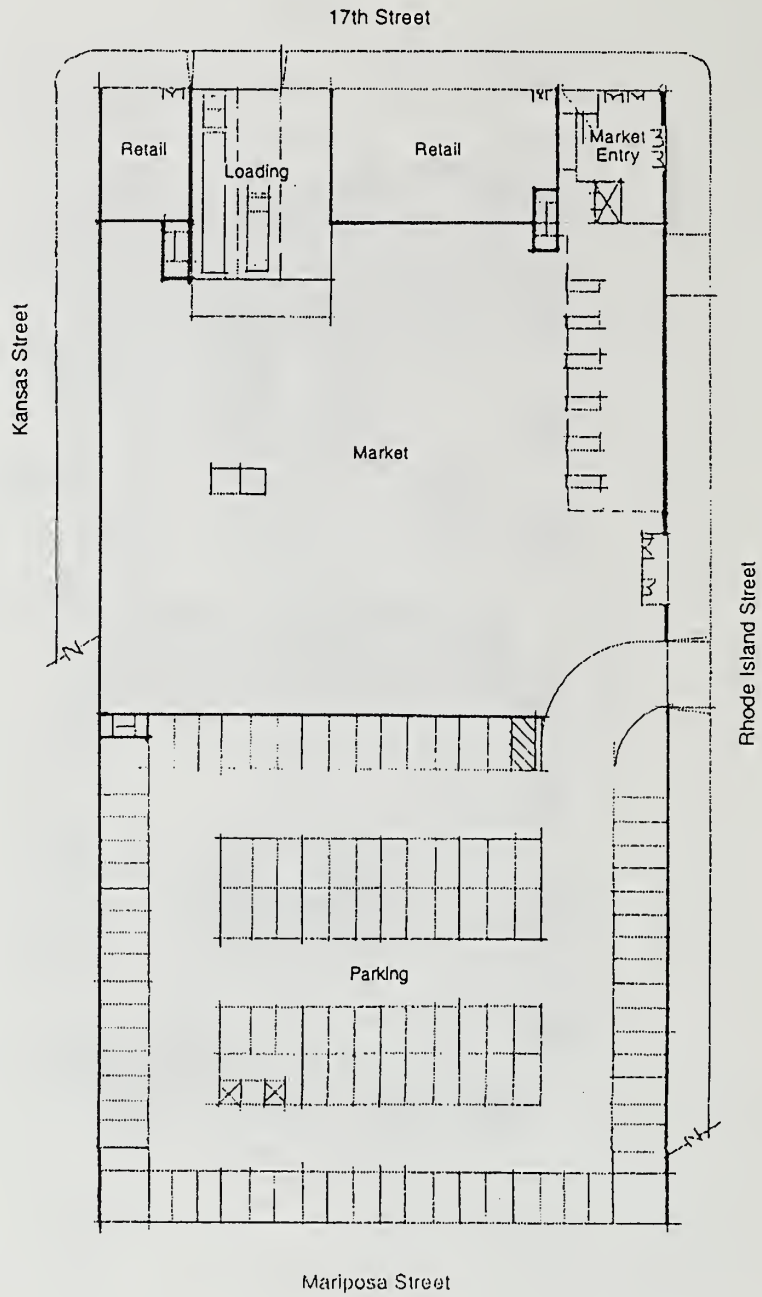 17th Street
Retail
Loading
Retail
Market
Entry
Kansas Street
Market
Rhode Island Street
Parking
Mariposa Street